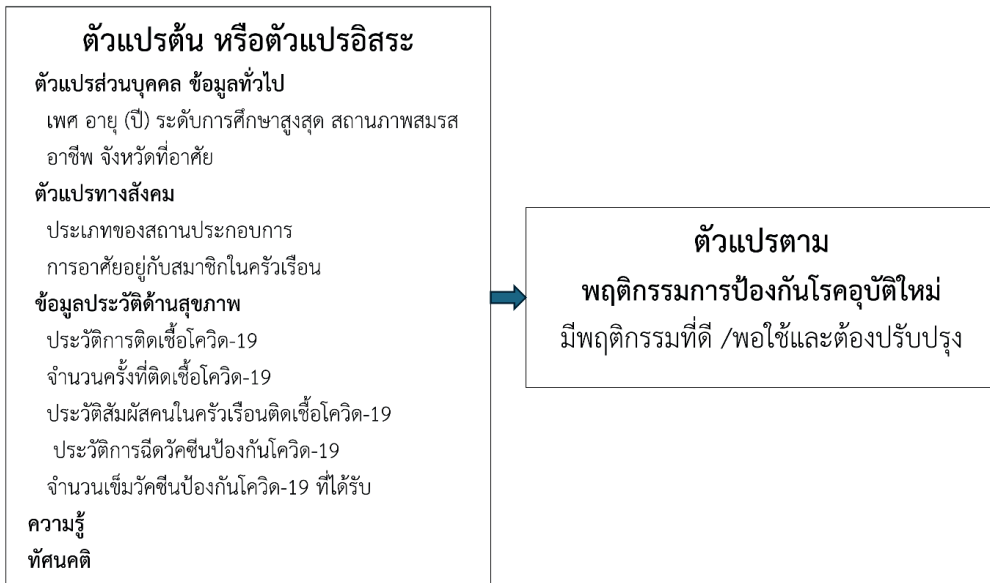 ตัวแปรต้น หรือตัวแปรอิสระ
ตัวแปรส่วนบุคคล ข้อมูลทั่วไป
เพศ อายุ (ปี) ระดับการศึกษาสูงสุด สถานภาพสมรส
อาชีพ จังหวัดที่อาศัย
ตัวแปรทางสังคม
ประเภทของสถานประกอบการ
การอาศัยอยู่กับสมาชิกในครัวเรือน
ข้อมูลประวัติด้านสุขภาพ
ประวัติการติดเชื้อโควิด-19
จำนวนครั้งที่ติดเชื้อโควิด-19
ประวัติสัมผัสคนในครัวเรือนติดเชื้อโควิด-19
ประวัติการฉีดวัคซีนป้องกันโควิด-19
จำนวนเข็มวัคซีนป้องกันโควิด-19 ที่ได้รับ
ความรู้
ทัศนคติ
ตัวแปรตาม
พฤติกรรมการป้องกันโรคอุบัติใหม่
มีพฤติกรรมที่ดี /พอใช้และต้องปรับปรุง